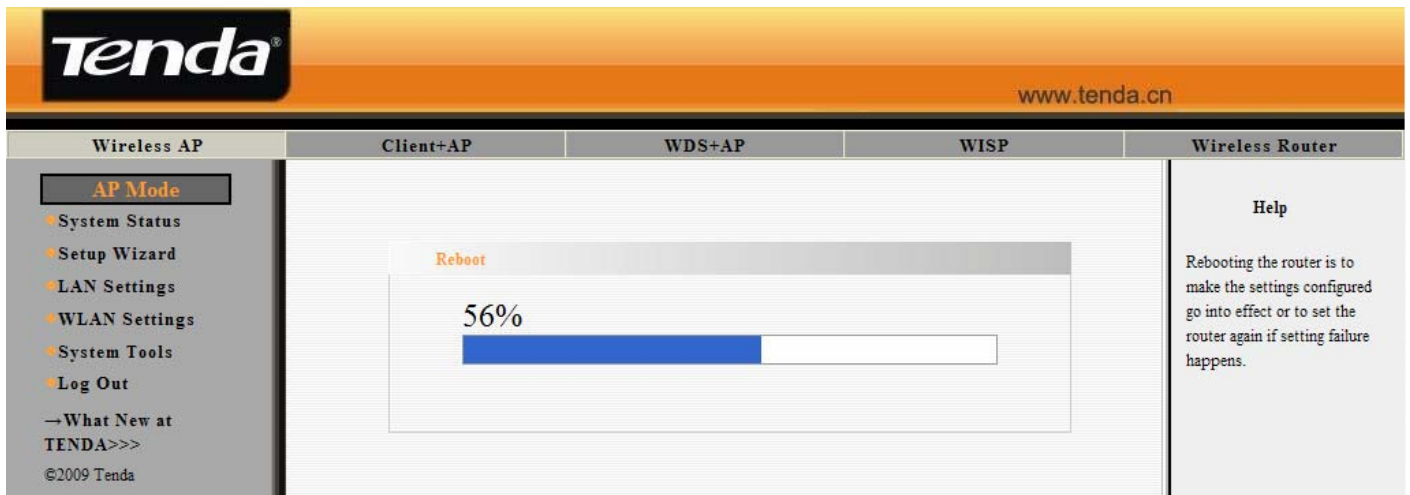 Tenda®
www.tenda.cn
Wireless AP
Client+AP
WDS+AP
WISP
Wireless Router
AP Mode
System Status
Setup Wizard
LAN Settings
WLAN Settings
System Tools
Log Out
→What New at
TENDA>>>
©2009 Tenda
Reboot
56%
Help
Rebooting the router is to
make the settings configured
go into effect or to set the
router again if setting failure
happens.